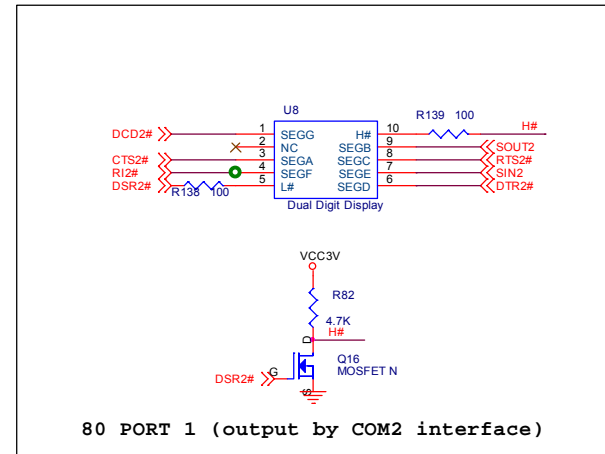 U8
R139 100
H#
DCD2# 1 SEGG H# 10
2 NC SEGB 9 SOUT2
CTS2# 3 SEGA SEGC 8 RTS2#
RI2# 4 SEGF SEGE 7 SIN2
DSR2# 5 L# SEGD 6 DTR2#
R138 100
Dual Digit Display
VCC3V
R82
4.7K
H#
D
Q16
DSR2# G MOSFET N
S
80 PORT 1 (output by COM2 interface)